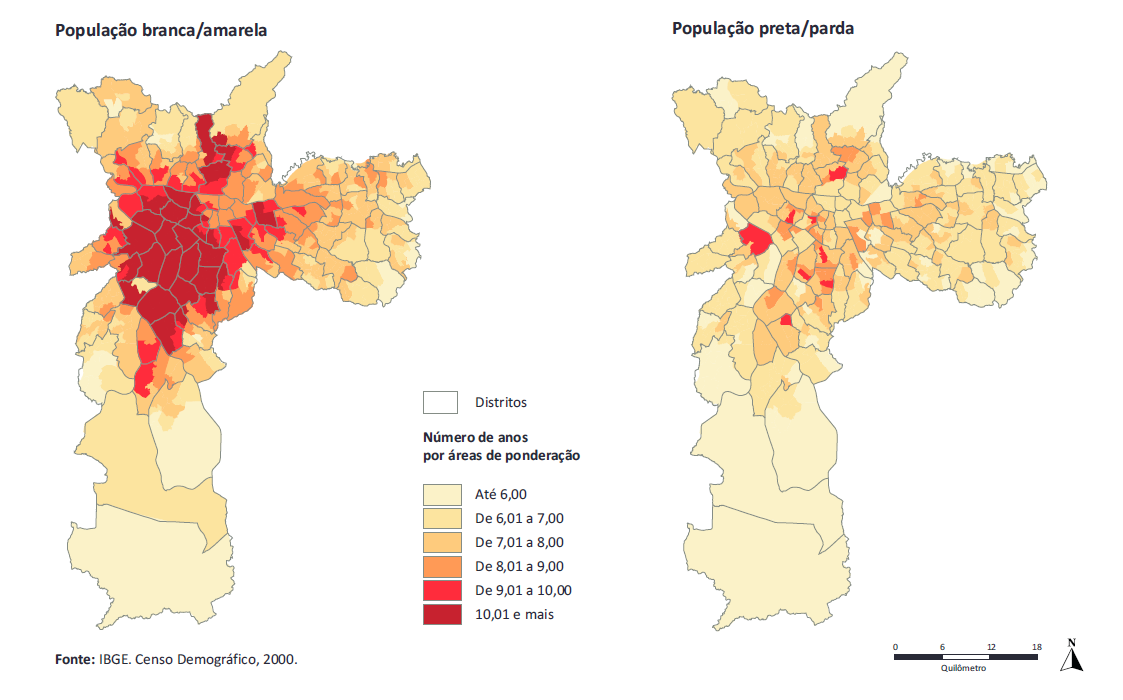 População branca/amarela
População preta/parda
Distritos
Número de anos
por áreas de ponderação
Até 6,00
De 6,01 a 7,00
De 7,01 a 8,00
De 8,01 a 9,00
De 9,01 a 10,00
10,01 e mais
Fonte: IBGE. Censo Demográfico, 2000.
0 6 12 18
Quilômetro
N